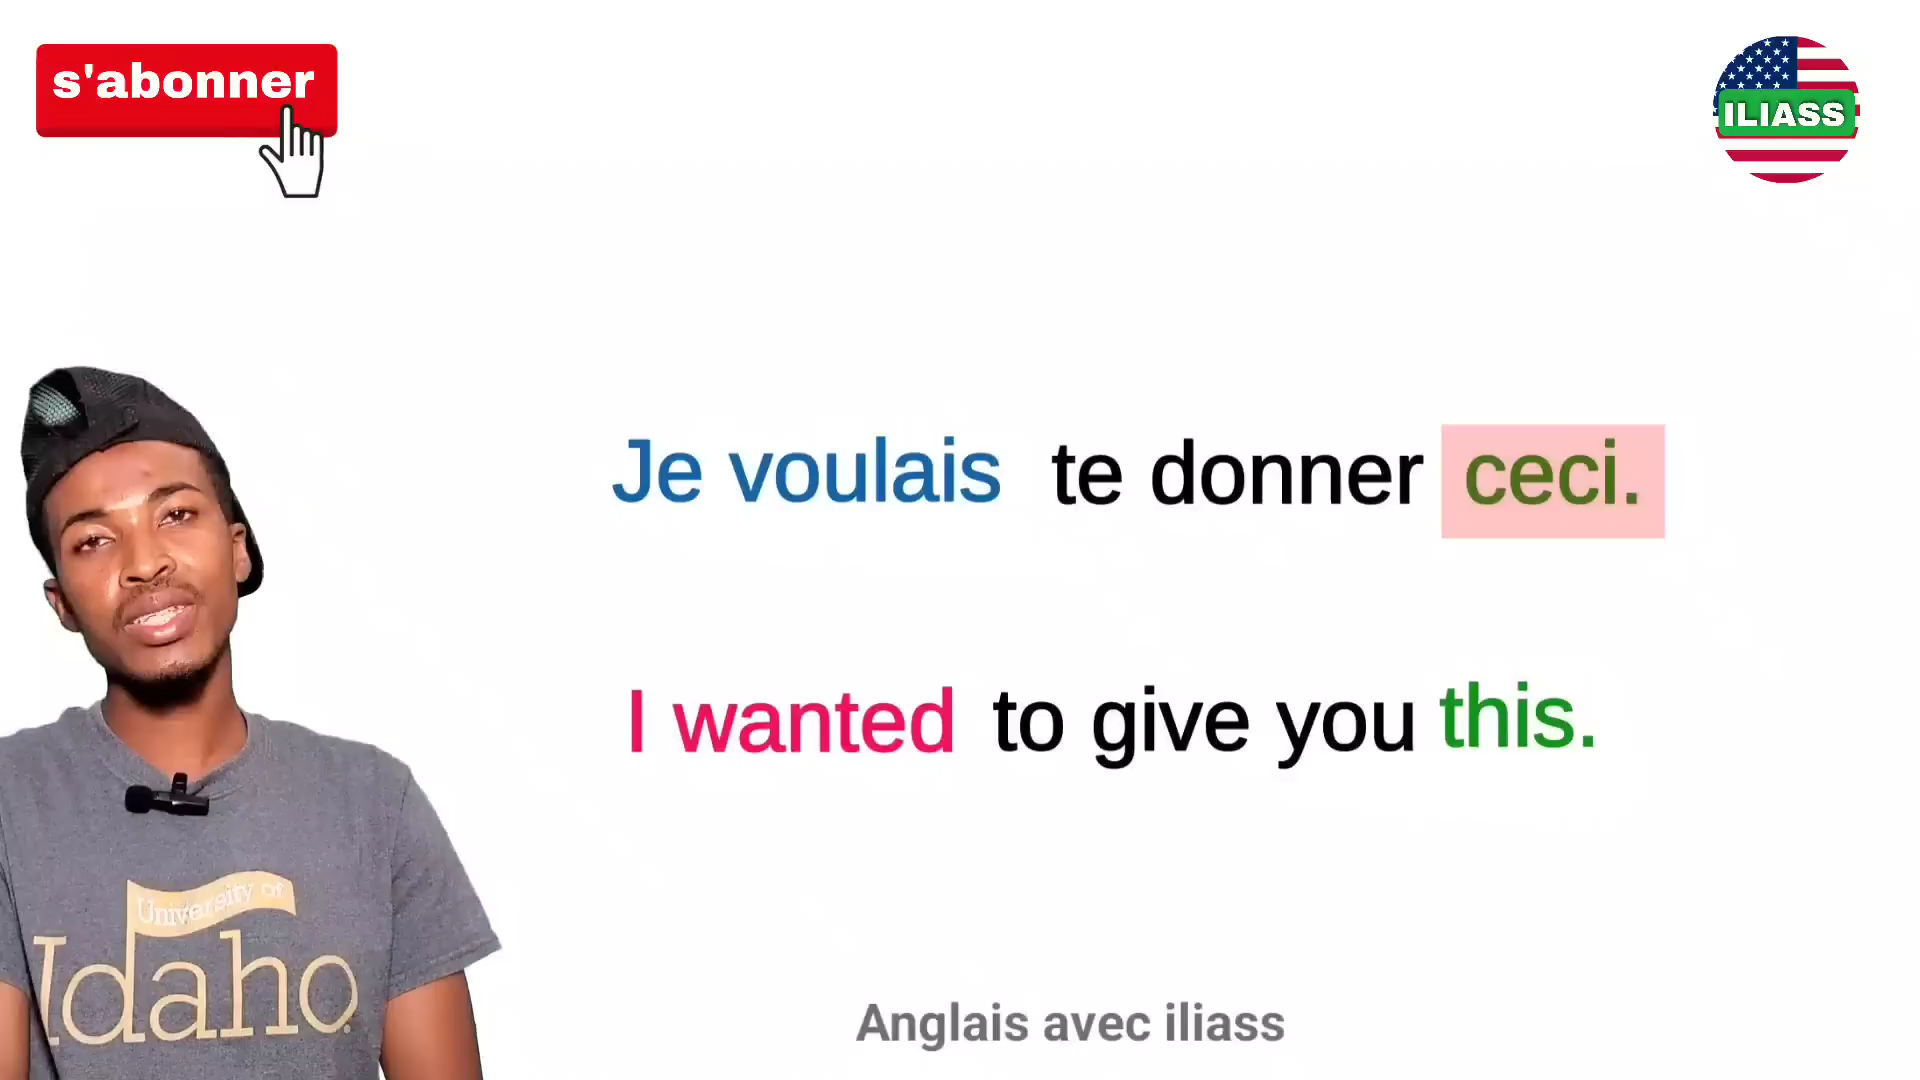 s'abonner
ILIASS
Je voulais te donner ceci.
I wanted to give you this.
University of
Idaho.
Anglais avec iliass